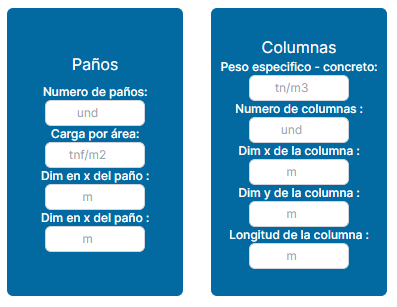 Paños
Numero de paños:
und
Carga por área:
tnf/m2
Dim en x del paño :
m
Dim en x del paño :
m
Columnas
Peso especifico - concreto:
tn/m3
Numero de columnas :
und
Dim x de la columna :
m
Dim y de la columna :
m
Longitud de la columna :
m